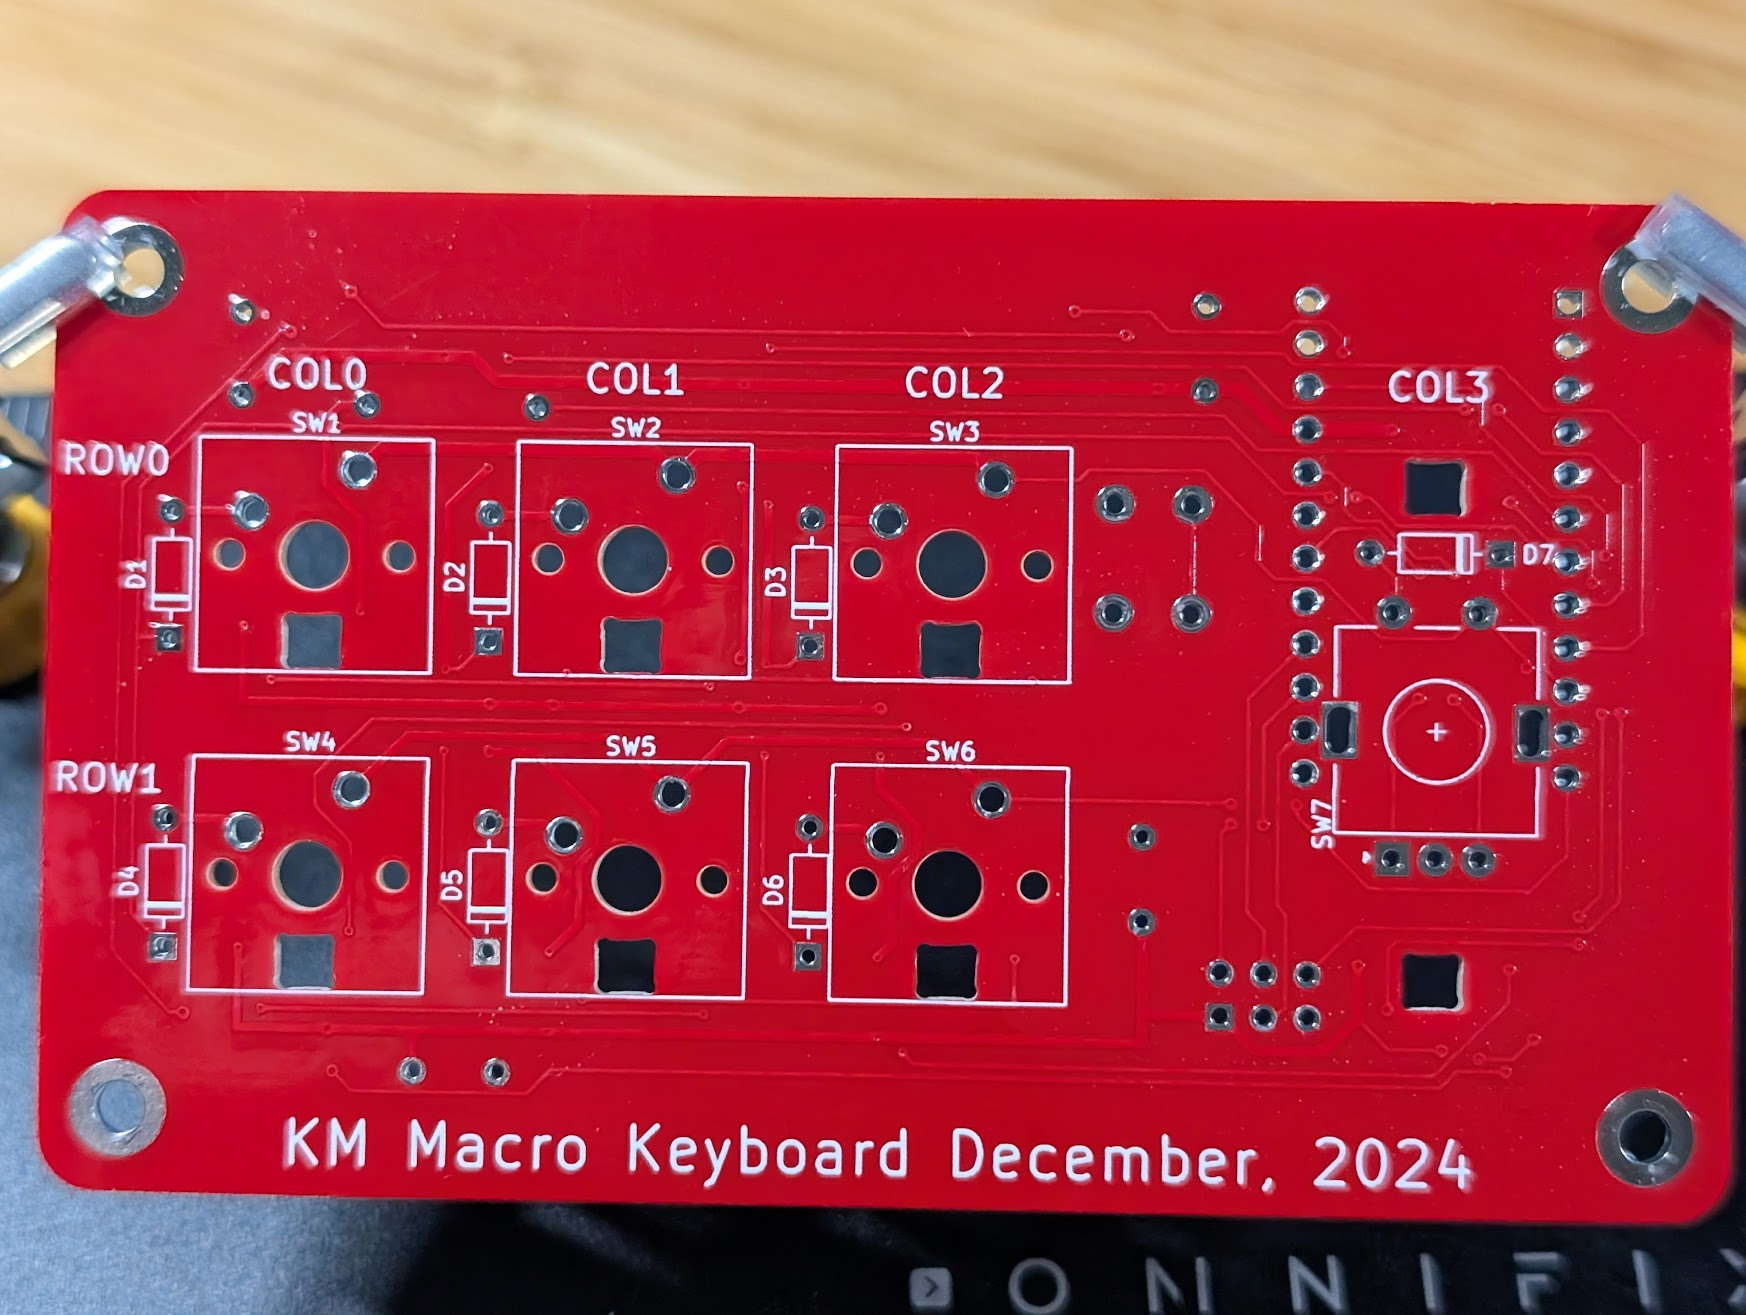 COL0 COL1 COL2 COL3
SW1 SW2 SW3
ROW0
D1 D2 D3 D7
SW4 SW5 SW6
ROW1
SW7
D4 D5 D6
KM Macro Keyboard December, 2024
OMNIFIX